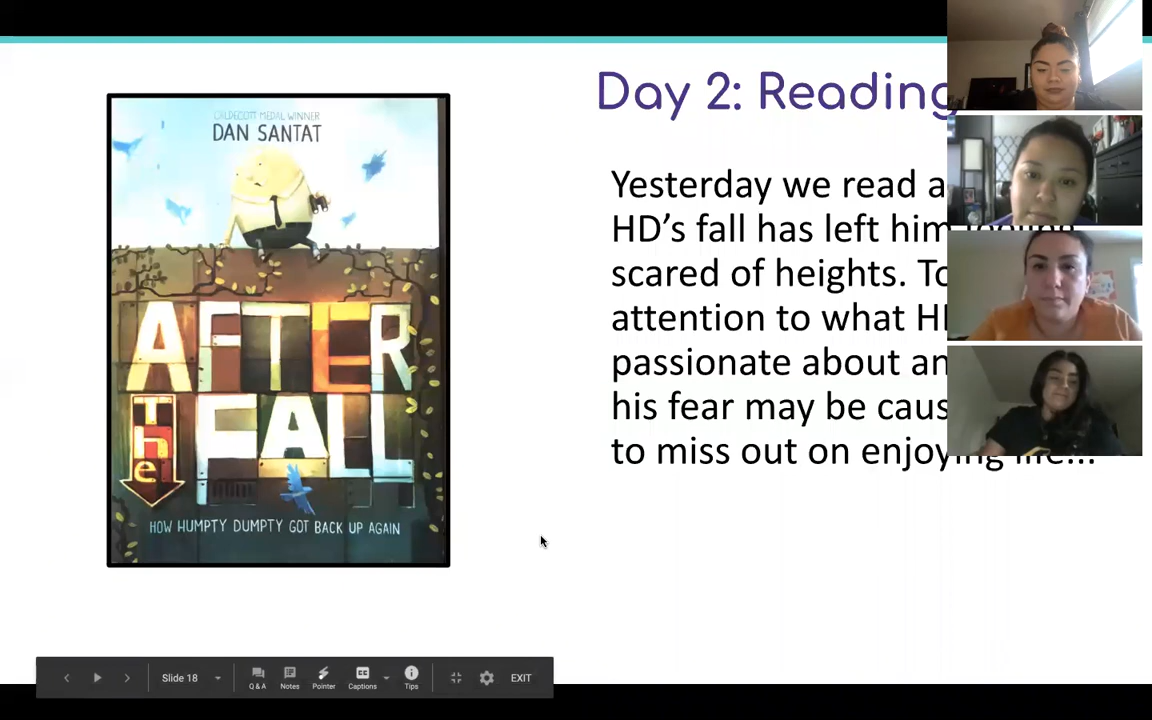 Day 2: Reading
Yesterday we read a
HD's fall has left him feeling
scared of heights. To
attention to what H
passionate about an
his fear may be caus
to miss out on enjoying life...
CALDECOTT MEDAL WINNER
DAN SANTAT
AFTER
The
FALL
HOW HUMPTY DUMPTY GOT BACK UP AGAIN
Slide 18
Q & A
Notes
Pointer
Captions
Tips
EXIT